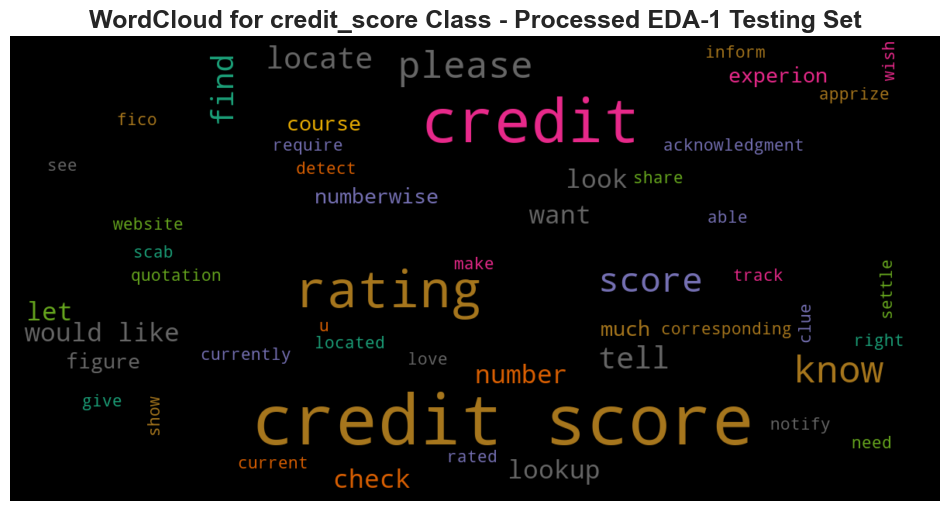 WordCloud for credit_score Class - Processed EDA-1 Testing Set
locate
please
find
inform
experion
wish
apprize
credit
fico
course
require
acknowledgment
see
detect
look
share
numberwise
want
able
website
scab
quotation
make
rating
score
track
settle
let
would like
u
located
much
corresponding
clue
right
figure
currently
love
tell
number
know
give
show
credit score
notify
need
current
rated
check
lookup